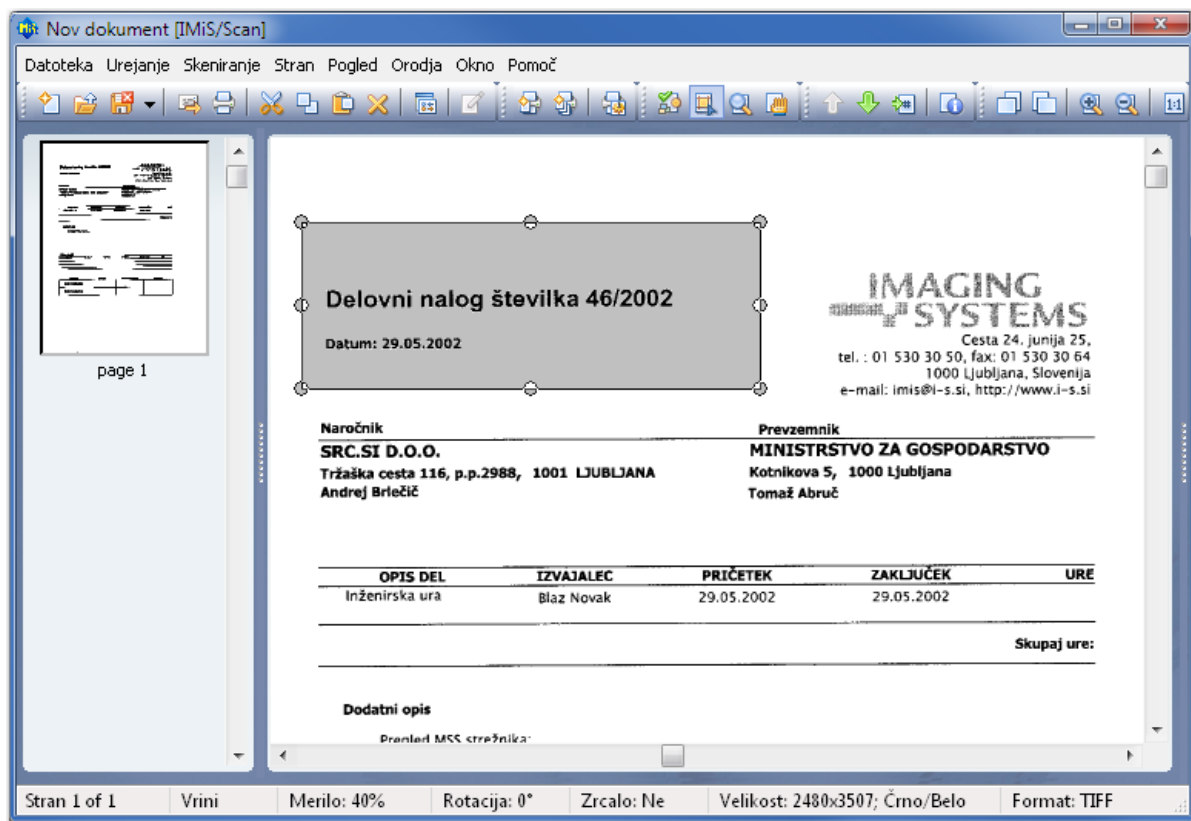 Nov dokument [IMiS/Scan]
Datoteka Urejanje Skeniranje Stran Pogled Orodja Okno Pomoč
1:1
page 1
Delovni nalog številka 46/2002
Datum: 29.05.2002
IMAGING
SYSTEMS
Cesta 24. junija 25,
tel. : 01 530 30 50, fax: 01 530 30 64
1000 Ljubljana, Slovenija
e-mail: imis@i-s.si, http://www.i-s.si
Naročnik Prevzemnik
SRC.SI D.O.O. MINISTRSTVO ZA GOSPODARSTVO
Tržaška cesta 116, p.p.2988, 1001 LJUBLJANA Kotnikova 5, 1000 Ljubljana
Andrej Brlečič Tomaž Abruč
OPIS DEL IZVAJALEC PRIČETEK ZAKLJUČEK URE
Inženirska ura Blaz Novak 29.05.2002 29.05.2002
Skupaj ure:
Dodatni opis
Pregled MSS strežnika:
Stran 1 of 1 Vrini Merilo: 40% Rotacija: 0° Zrcalo: Ne Velikost: 2480x3507; Črno/Belo Format: TIFF